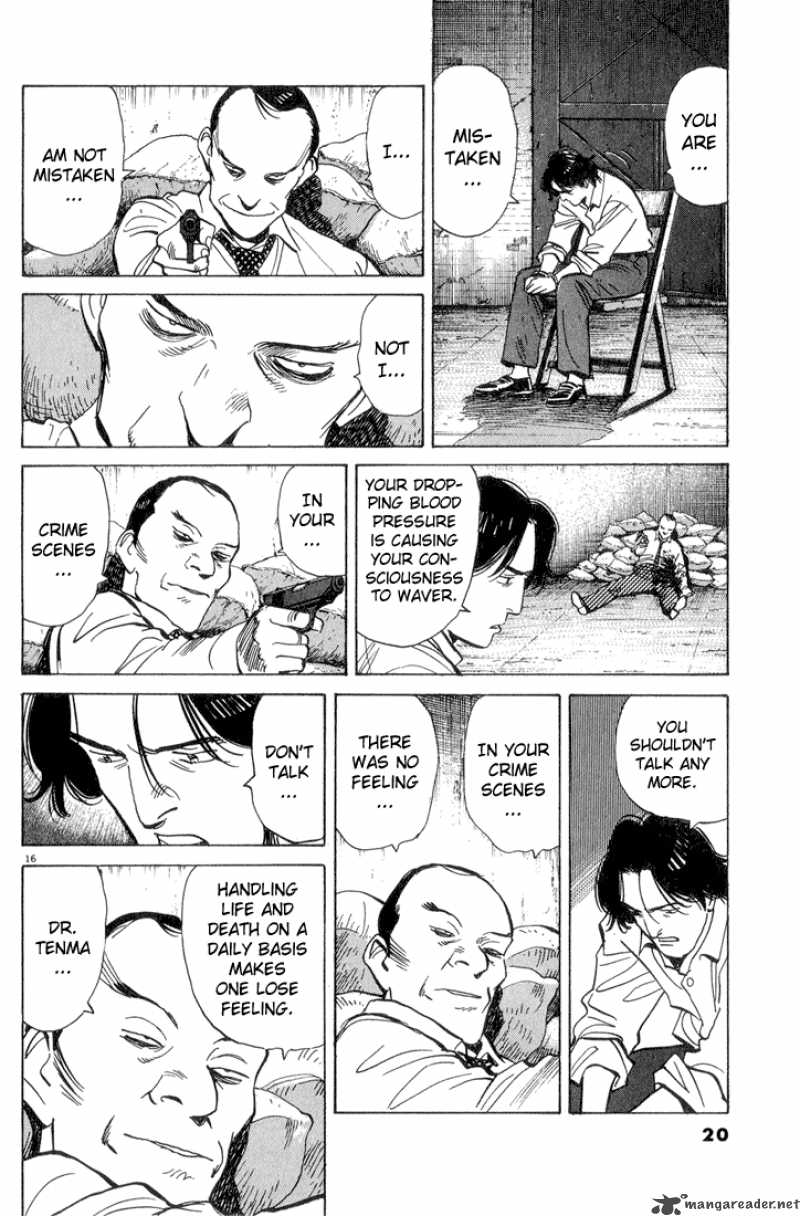 YOU
ARE
...
MIS-
TAKEN
...
I...
AM NOT
MISTAKEN
...
NOT
I...
YOUR DROP-
PING BLOOD
PRESSURE
IS CAUSING
YOUR CON-
SCIOUSNESS
TO WAVER.
IN
YOUR
...
CRIME
SCENES
...
YOU
SHOULDN'T
TALK ANY
MORE.
IN YOUR
CRIME
SCENES
...
THERE
WAS NO
FEELING
...
DON'T
TALK
...
16
HANDLING
LIFE AND
DEATH ON A
DAILY BASIS
MAKES
ONE LOSE
FEELING.
DR.
TENMA
...
20
mangareader.net